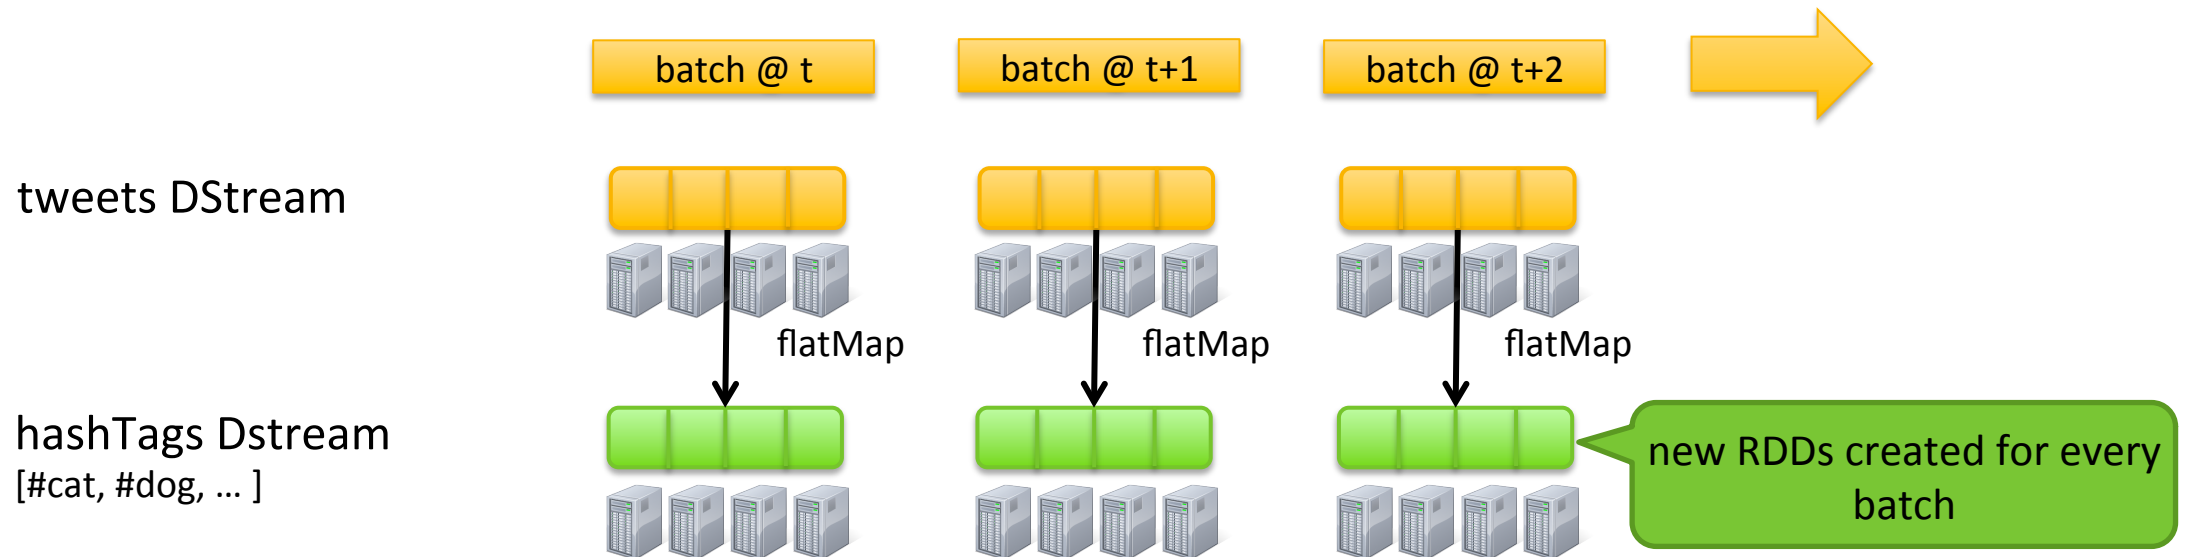 batch @ t
batch @ t+1
batch @ t+2
tweets DStream
flatMap
flatMap
flatMap
hashTags Dstream
[#cat, #dog, … ]
new RDDs created for every
batch